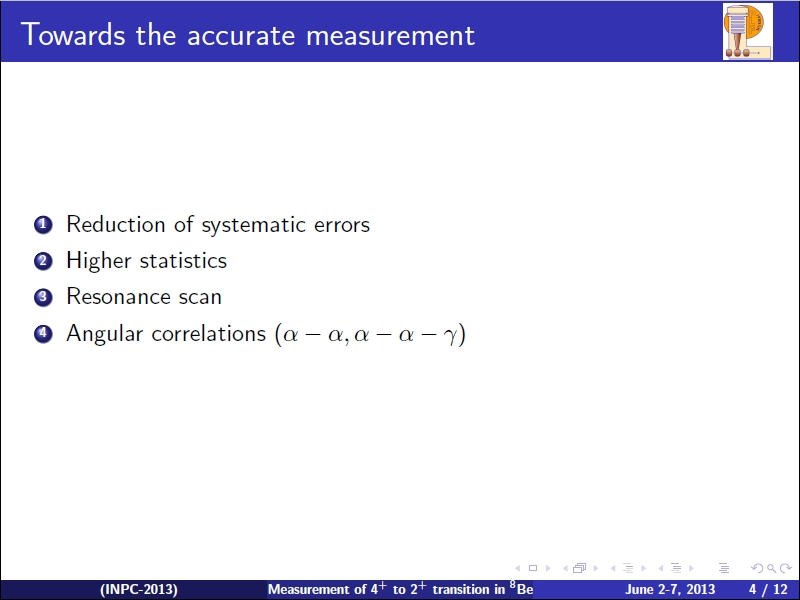 Towards the accurate measurement
1 Reduction of systematic errors
2 Higher statistics
3 Resonance scan
4 Angular correlations (α − α, α − α − γ)
(INPC-2013) Measurement of 4⁺ to 2⁺ transition in ⁸Be June 2-7, 2013 4 / 12